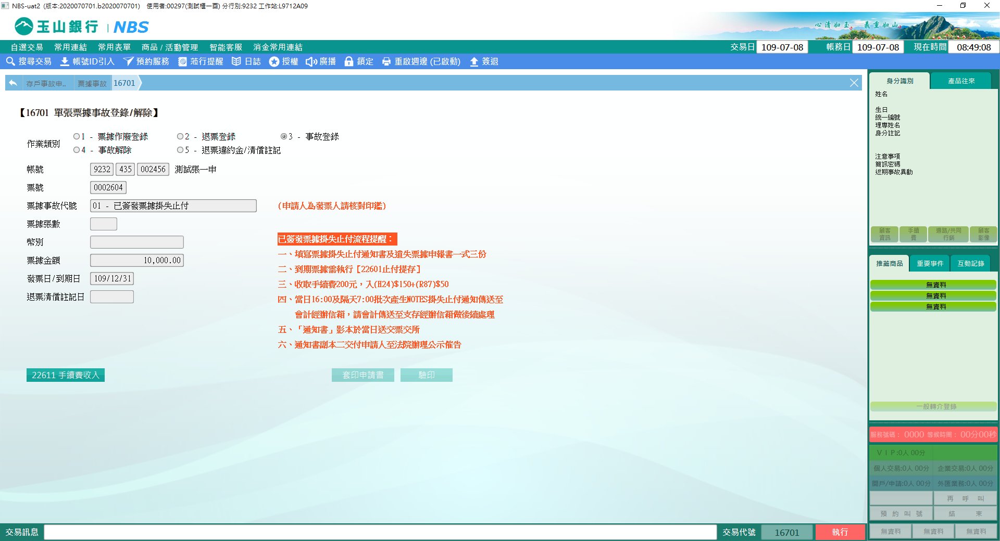 NBS-uat2 (版本:2020070701.b2020070701) 使用者:00297(測試櫃一酉) 分行別:9232 工作站:L9712A09
玉山銀行 | NBS
心清如玉。義重如山。
自選交易 常用連結 常用表單 商品 / 活動管理 智能客服 消金常用連結 交易日 109-07-08 帳務日 109-07-08 現在時間 08:49:08
搜尋交易 帳號ID引入 預約服務 蒞行提醒 日誌 授權 廣播 鎖定 重啟週邊 (已啟動) 簽退
存戶事故申.. 票據事故 16701
【16701 單張票據事故登錄/解除】
作業類別
1 - 票據作廢登錄 2 - 退票登錄 3 - 事故登錄
4 - 事故解除 5 - 退票違約金/清償註記
帳號 9232 435 002456 測試張一申
票號 0002604
票據事故代號 01 - 已簽發票據掛失止付 (申請人為發票人請核對印鑑)
票據張數
幣別
票據金額 10,000.00
發票日/到期日 109/12/31
退票清償註記日
已簽發票據掛失止付流程提醒：
一、填寫票據掛失止付通知書及遺失票據申報書一式三份
二、到期票據需執行【22601止付提存】
三、收取手續費200元，入(H24)$150+(R87)$50
四、當日16:00及隔天7:00批次產生NOTES掛失止付通知傳送至
會計經辦信箱，請會計傳送至支存經辦信箱做後續處理
五、「通知書」影本於當日送交票交所
六、通知書副本二交付申請人至法院辦理公示催告
22611 手續費收入 套印申請書 驗印
交易訊息 交易代號 16701 執行
身分識別 產品往來
姓名
生日
統一編號
理專姓名
身分註記
注意事項
簡訊密碼
近期事故異動
顧客資訊 手續費 通路/共同行銷 顧客影像
推薦商品 重要事件 互動記錄
無資料
無資料
無資料
一般轉介登錄
服務號碼： 0000 等候時間： 00分00秒
ＶＩＰ:0人 00分
個人交易:0人 00分 企業交易:0人 00分
開戶/申請:0人 00分 外匯業務:0人 00分
再 呼 叫
預 約 叫 號 結 束
無資料 無資料 無資料